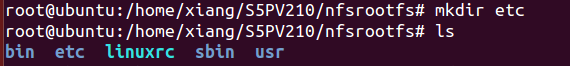 root@ubuntu:/home/xiang/S5PV210/nfsrootfs# mkdir etc
root@ubuntu:/home/xiang/S5PV210/nfsrootfs# ls
bin  etc  linuxrc  sbin  usr